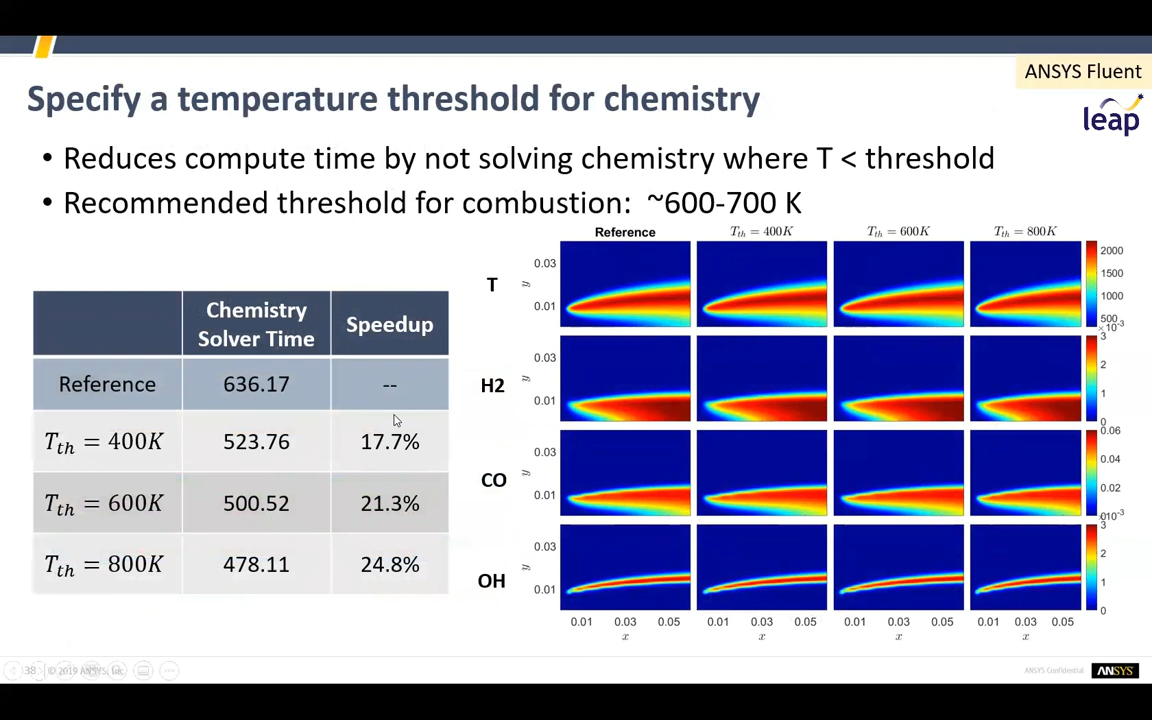 ANSYS Fluent
leap
Specify a temperature threshold for chemistry
• Reduces compute time by not solving chemistry where T < threshold
• Recommended threshold for combustion: ~600-700 K
Chemistry Solver Time Speedup
Reference 636.17 --
T_th = 400K 523.76 17.7%
T_th = 600K 500.52 21.3%
T_th = 800K 478.11 24.8%
Reference T_th = 400K T_th = 600K T_th = 800K
T
y
0.03
0.01
2000
1500
1000
500
×10⁻³
H2
y
0.03
0.01
3
2
1
0
CO
y
0.03
0.01
0.06
0.04
0.02
0
×10⁻³
OH
y
0.03
0.01
3
2
1
0
0.01 0.03 0.05 0.01 0.03 0.05 0.01 0.03 0.05 0.01 0.03 0.05
x x x x
38 © 2019 ANSYS, Inc.
ANSYS Confidential
ANSYS